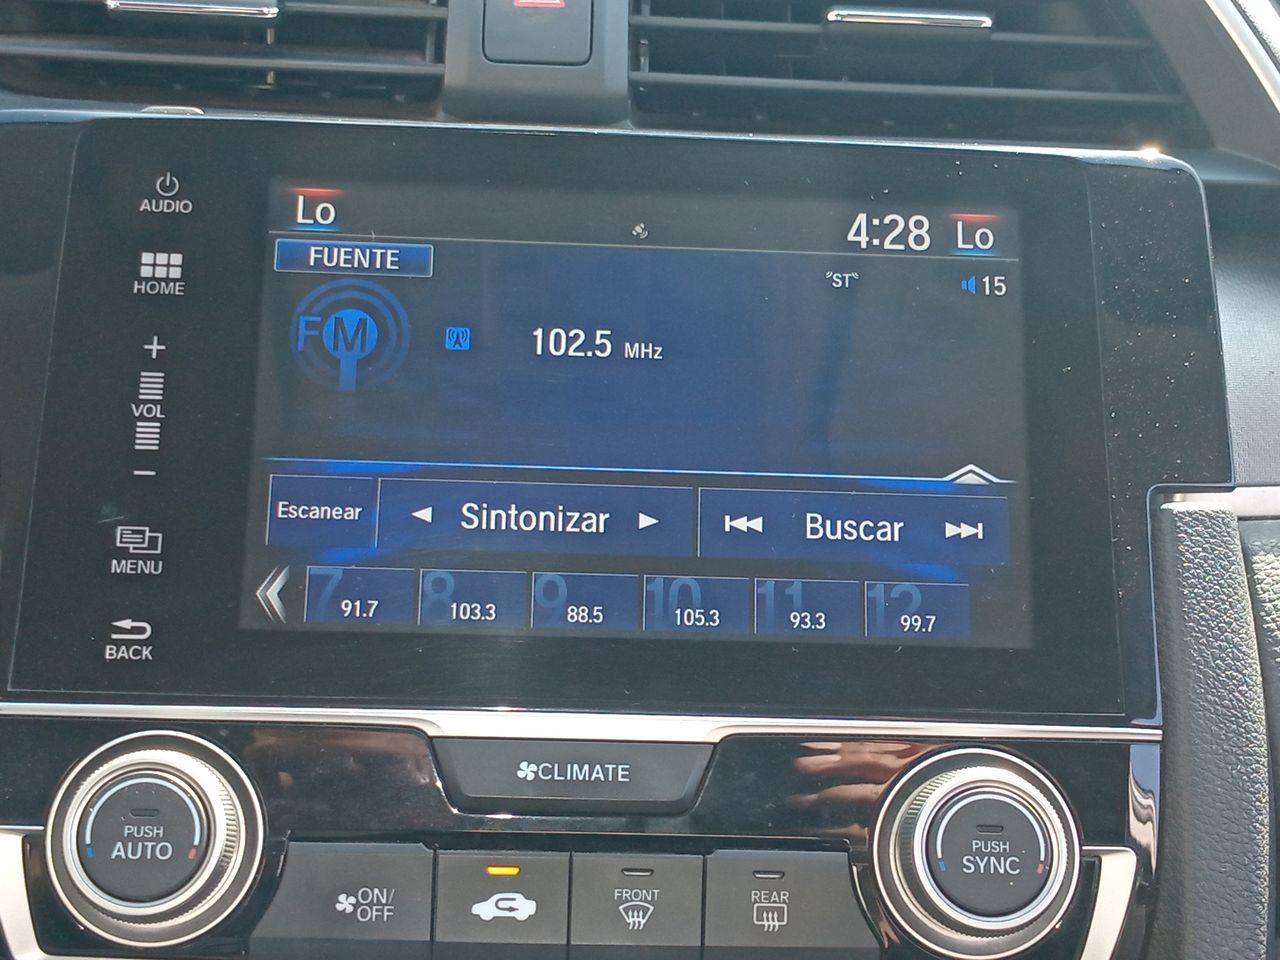 AUDIO
HOME
+
VOL
−
MENU
BACK
Lo
4:28 Lo
FUENTE
ST
15
FM
102.5 MHz
Escanear
Sintonizar
Buscar
7 91.7
8 103.3
9 88.5
10 105.3
11 93.3
12 99.7
CLIMATE
PUSH
AUTO
ON/
OFF
FRONT
REAR
PUSH
SYNC